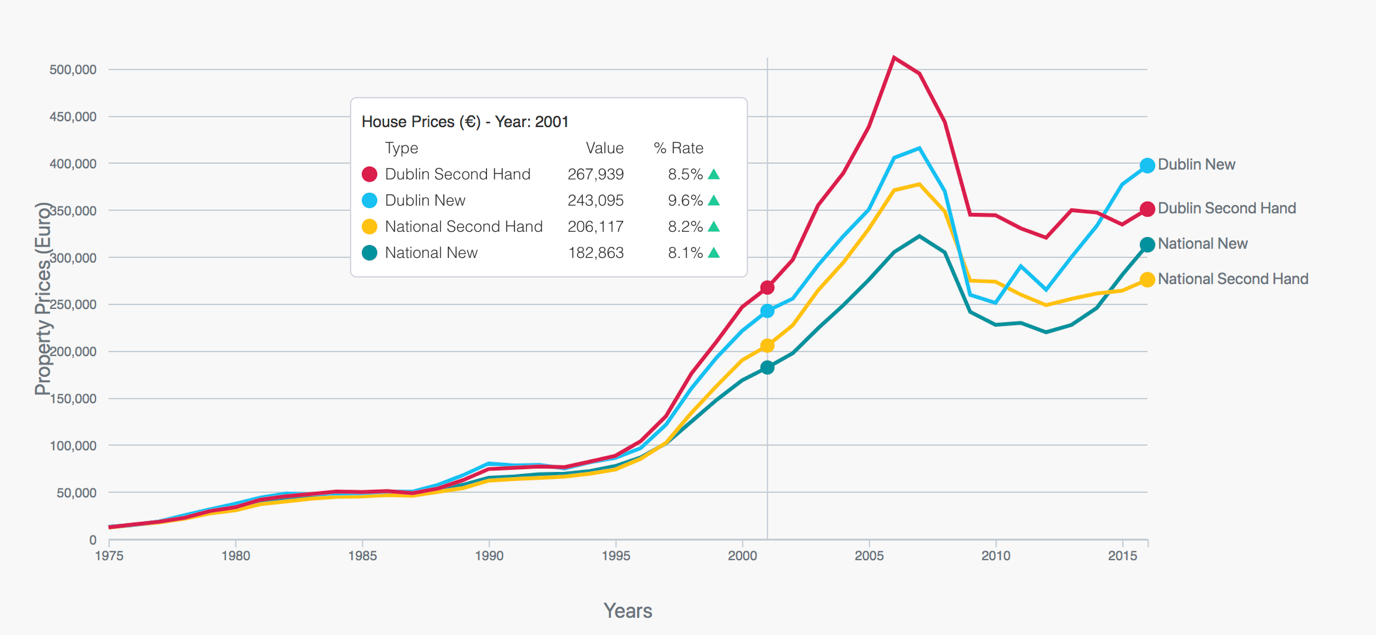 500,000
450,000
400,000
350,000
300,000
250,000
200,000
150,000
100,000
50,000
0
Property Prices (Euro)
House Prices (€) - Year: 2001
Type Value % Rate
Dublin Second Hand 267,939 8.5%
Dublin New 243,095 9.6%
National Second Hand 206,117 8.2%
National New 182,863 8.1%
Dublin New
Dublin Second Hand
National New
National Second Hand
1975 1980 1985 1990 1995 2000 2005 2010 2015
Years